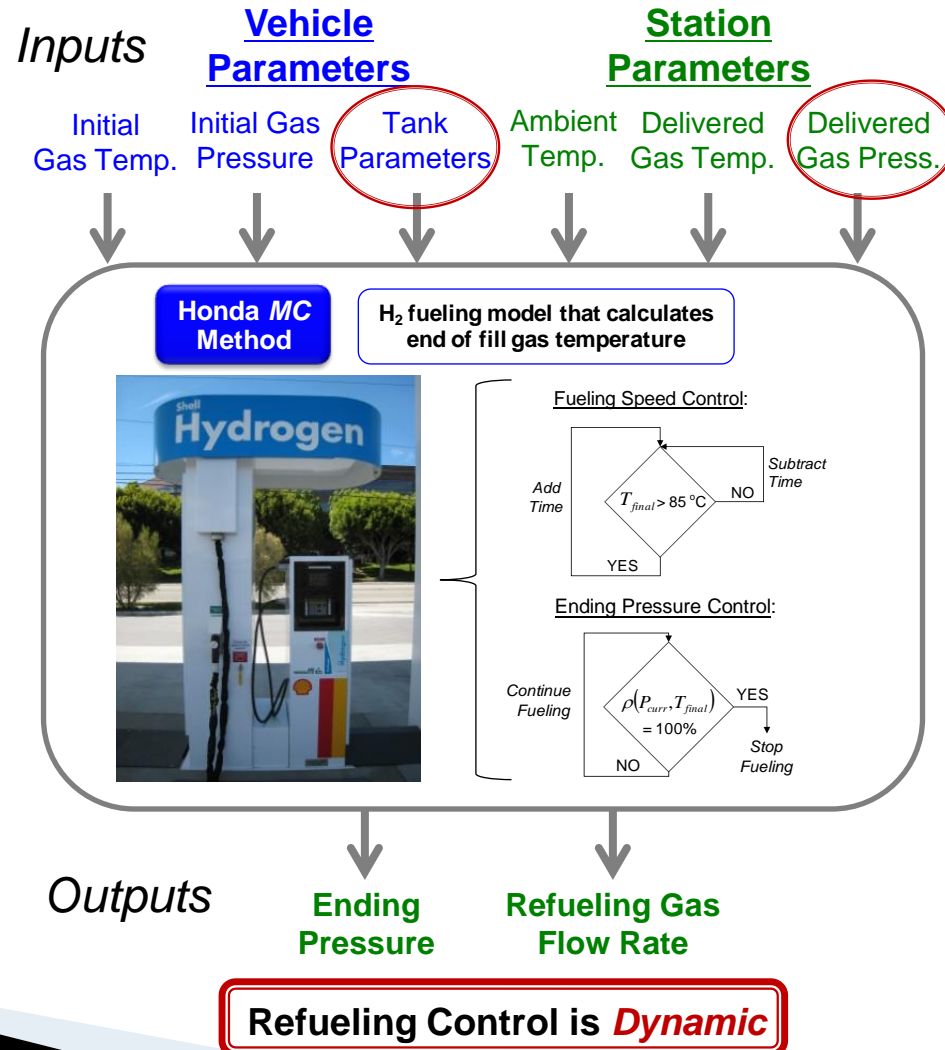 Inputs
Vehicle
Parameters
Station
Parameters
Initial
Gas Temp.
Initial Gas
Pressure
Tank
Parameters
Ambient
Temp.
Delivered
Gas Temp.
Delivered
Gas Press.
Honda MC
Method
H₂ fueling model that calculates
end of fill gas temperature
Shell
Hydrogen
Fueling Speed Control:
Add
Time
T_final > 85 °C
Subtract
Time
NO
YES
Ending Pressure Control:
Continue
Fueling
ρ(P_curr, T_final)
= 100%
YES
NO
Stop
Fueling
Outputs
Ending
Pressure
Refueling Gas
Flow Rate
Refueling Control is Dynamic